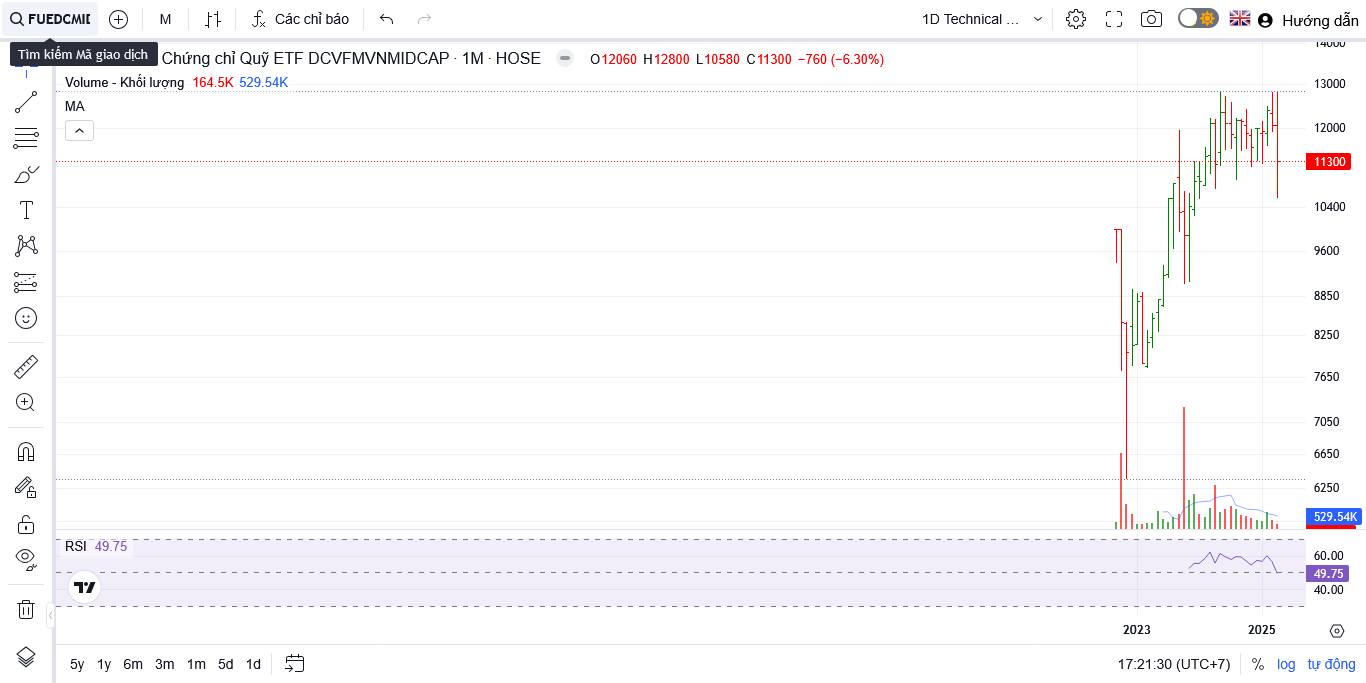 FUEDCMID
M
Các chỉ báo
1D Technical ...
Hướng dẫn
Tìm kiếm Mã giao dịch
Chứng chỉ Quỹ ETF DCVFMVNMIDCAP · 1M · HOSE
O12060 H12800 L10580 C11300 −760 (−6.30%)
Volume - Khối lượng 164.5K 529.54K
MA
14000
13000
12000
11300
10400
9600
8850
8250
7650
7050
6650
6250
529.54K
RSI 49.75
60.00
49.75
40.00
2023
2025
5y 1y 6m 3m 1m 5d 1d
17:21:30 (UTC+7)
% log tự động